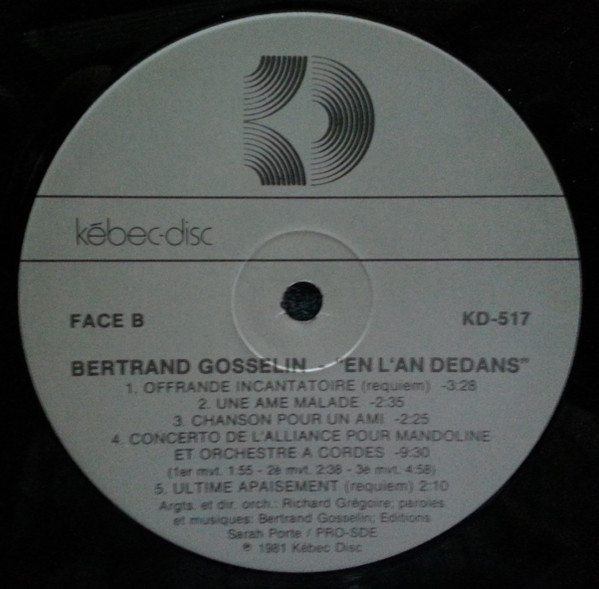 kébec-disc
FACE B KD-517
BERTRAND GOSSELIN - "EN L'AN DEDANS"
1. OFFRANDE INCANTATOIRE (requiem) -3:28
2. UNE AME MALADE -2:35
3. CHANSON POUR UN AMI -2:25
4. CONCERTO DE L'ALLIANCE POUR MANDOLINE
ET ORCHESTRE A CORDES -9:30
(1er mvt. 1:55 - 2è mvt. 2:38 - 3è mvt. 4:58)
5. ULTIME APAISEMENT (requiem) 2:10
Argts. et dir. orch.: Richard Grégoire; paroles
et musiques: Bertrand Gosselin; Editions
Sarah Porte / PRO-SDE
℗ 1981 Kébec Disc